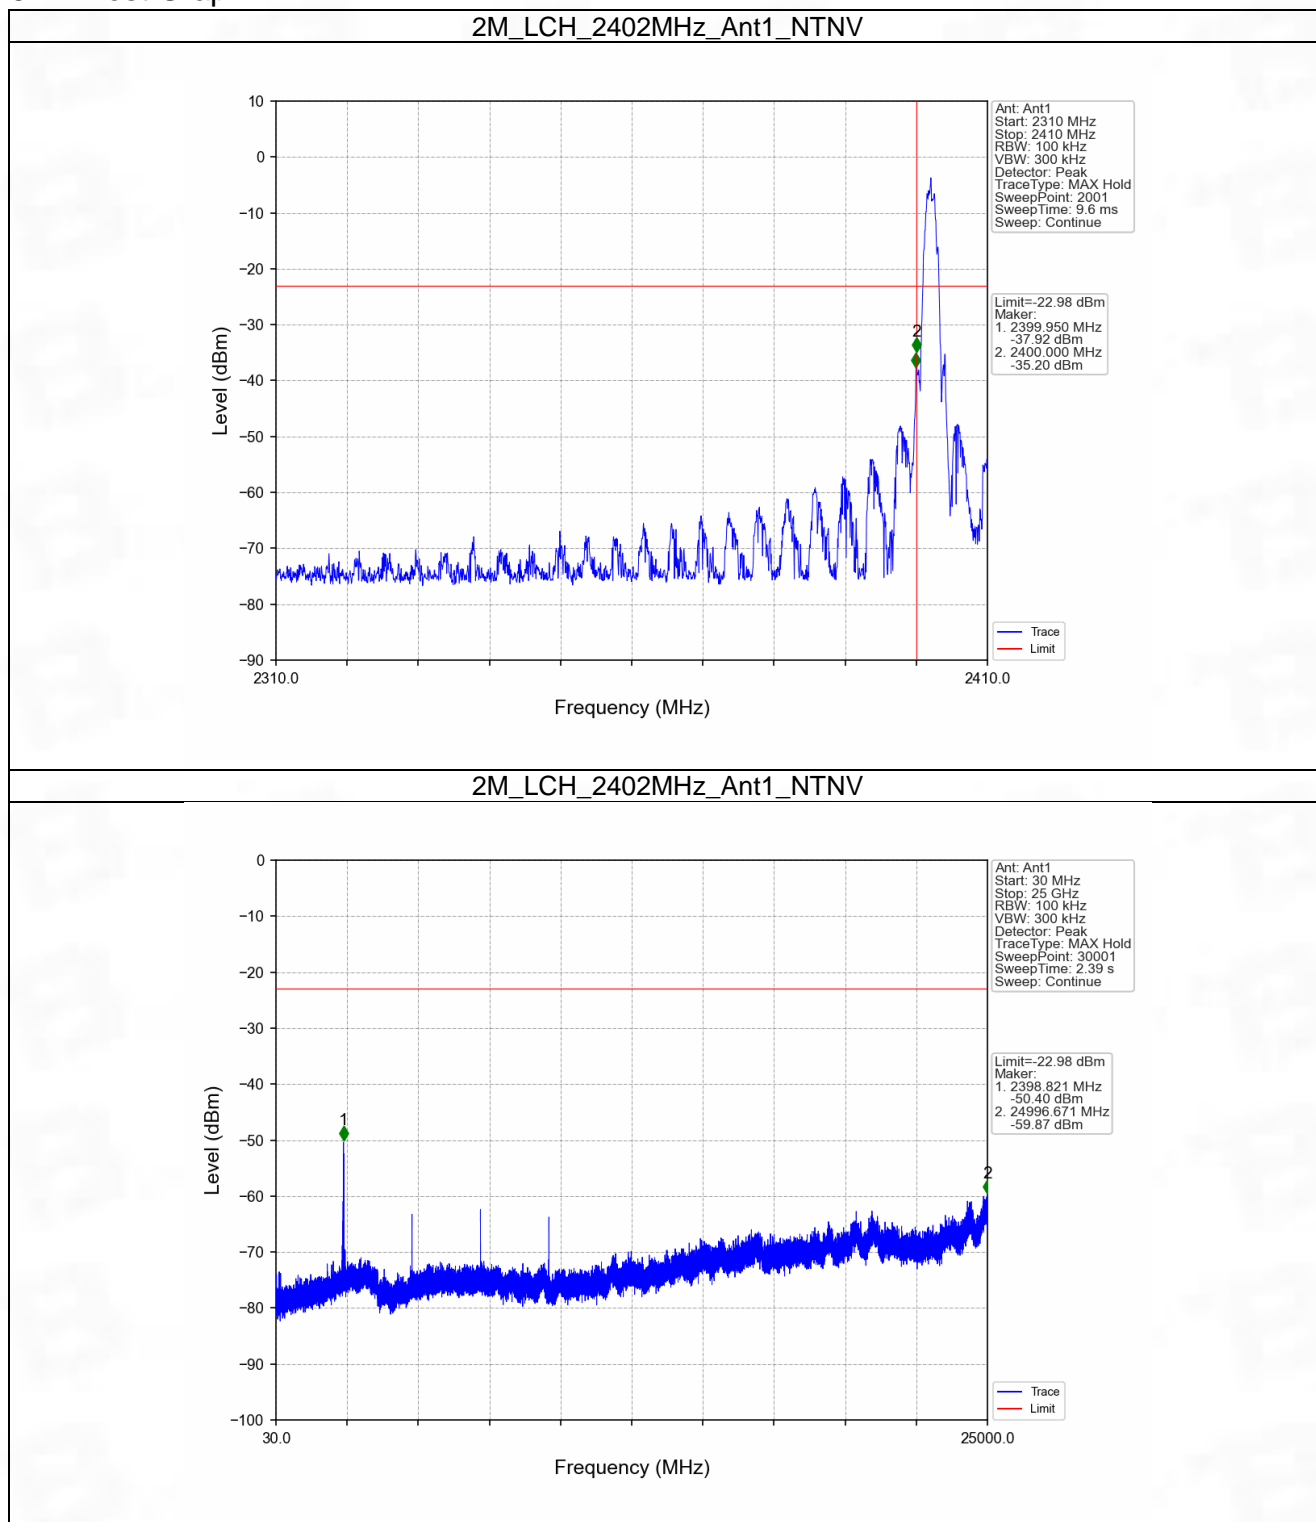 2M_LCH_2402MHz_Ant1_NTNV
10
0
−10
−20
−30
−40
−50
−60
−70
−80
−90
Level (dBm)
2310.0
2410.0
Frequency (MHz)
2
Ant: Ant1
Start: 2310 MHz
Stop: 2410 MHz
RBW: 100 kHz
VBW: 300 kHz
Detector: Peak
TraceType: MAX Hold
SweepPoint: 2001
SweepTime: 9.6 ms
Sweep: Continue
Limit=-22.98 dBm
Maker:
1. 2399.950 MHz
-37.92 dBm
2. 2400.000 MHz
-35.20 dBm
Trace
Limit
2M_LCH_2402MHz_Ant1_NTNV
0
−10
−20
−30
−40
−50
−60
−70
−80
−90
−100
Level (dBm)
30.0
25000.0
Frequency (MHz)
1
2
Ant: Ant1
Start: 30 MHz
Stop: 25 GHz
RBW: 100 kHz
VBW: 300 kHz
Detector: Peak
TraceType: MAX Hold
SweepPoint: 30001
SweepTime: 2.39 s
Sweep: Continue
Limit=-22.98 dBm
Maker:
1. 2398.821 MHz
-50.40 dBm
2. 24996.671 MHz
-59.87 dBm
Trace
Limit